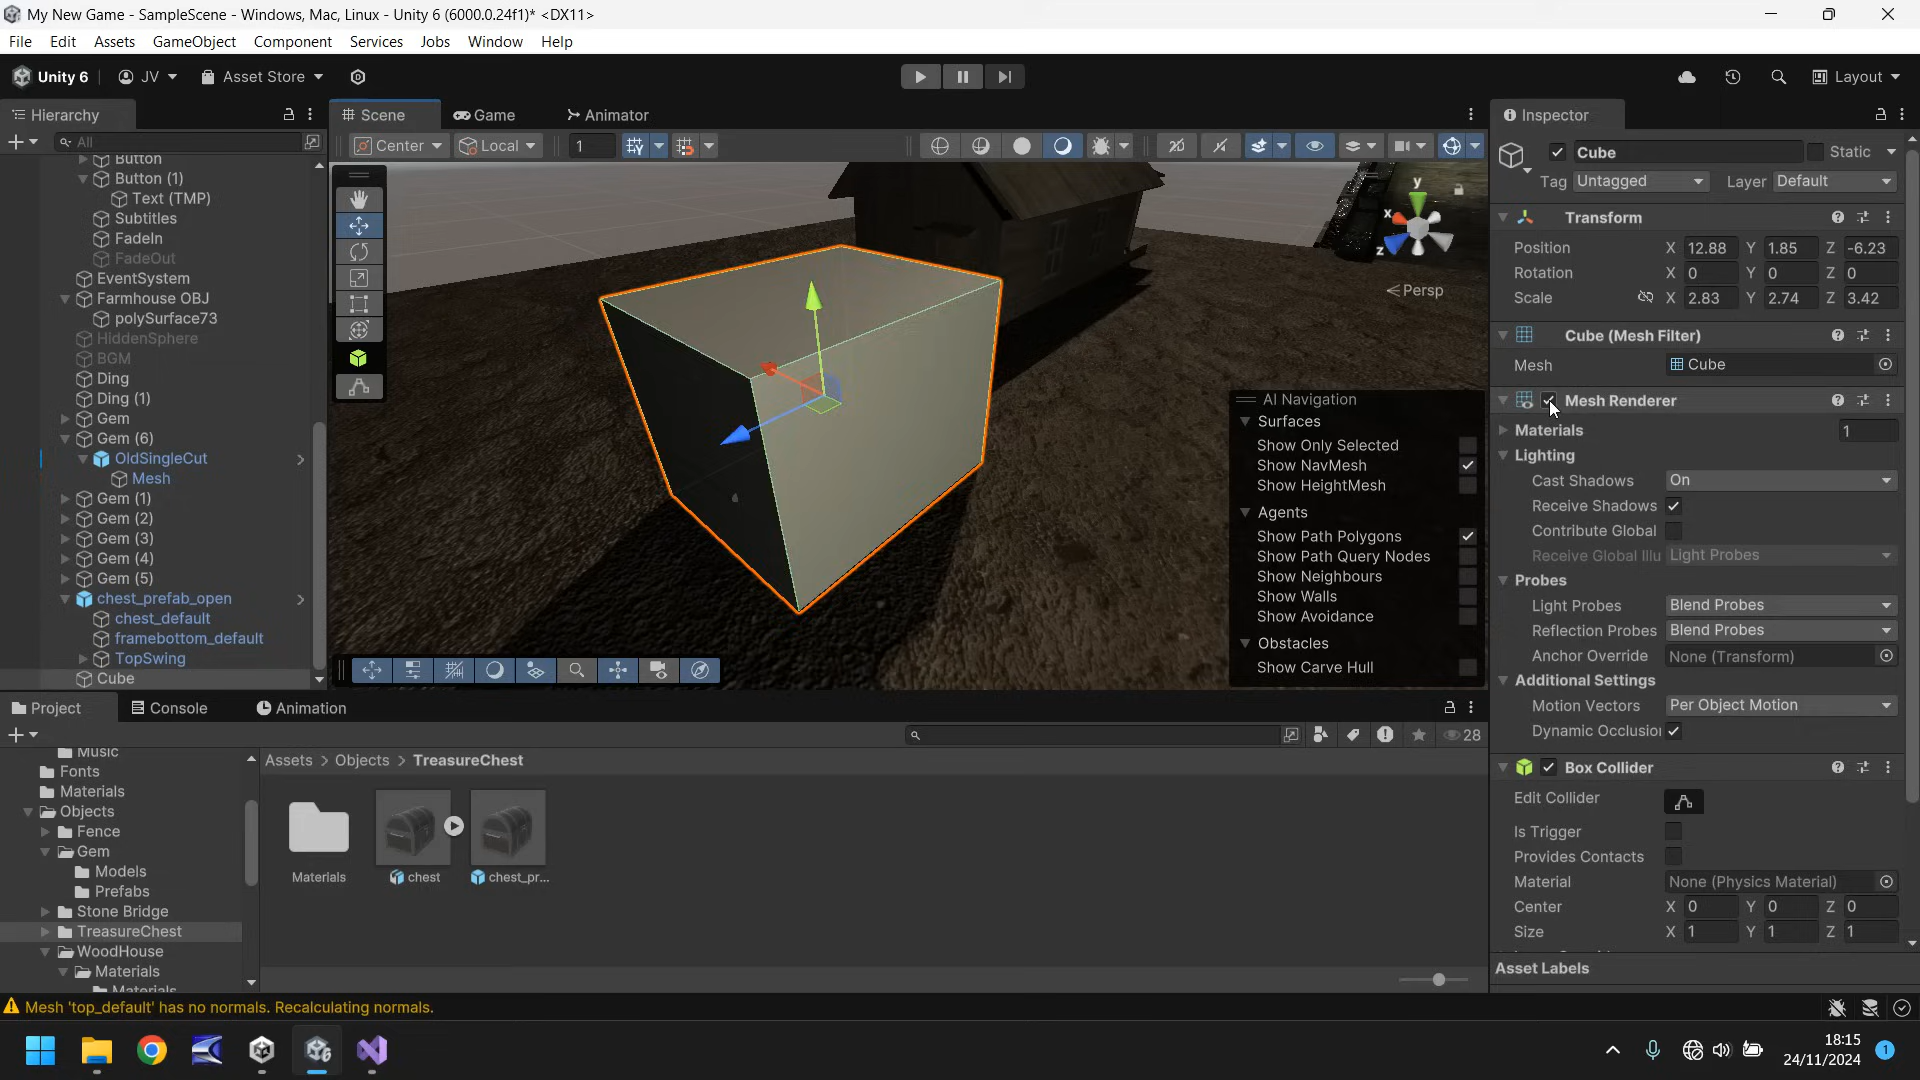 My New Game - SampleScene - Windows, Mac, Linux - Unity 6 (6000.0.24f1)* <DX11>
File Edit Assets GameObject Component Services Jobs Window Help
Unity 6 JV Asset Store Layout
Hierarchy
All
Button
Button (1)
Text (TMP)
Subtitles
FadeIn
FadeOut
EventSystem
Farmhouse OBJ
polySurface73
HiddenSphere
BGM
Ding
Ding (1)
Gem
Gem (6)
OldSingleCut
Mesh
Gem (1)
Gem (2)
Gem (3)
Gem (4)
Gem (5)
chest_prefab_open
chest_default
framebottom_default
TopSwing
Cube
Scene Game Animator
Center Local 1
y
x
z
Persp
AI Navigation
Surfaces
Show Only Selected
Show NavMesh
Show HeightMesh
Agents
Show Path Polygons
Show Path Query Nodes
Show Neighbours
Show Walls
Show Avoidance
Obstacles
Show Carve Hull
Inspector
Cube Static
Tag Untagged Layer Default
Transform
Position X 12.88 Y 1.85 Z -6.23
Rotation X 0 Y 0 Z 0
Scale X 2.83 Y 2.74 Z 3.42
Cube (Mesh Filter)
Mesh Cube
Mesh Renderer
Materials 1
Lighting
Cast Shadows On
Receive Shadows
Contribute Global
Receive Global Illu Light Probes
Probes
Light Probes Blend Probes
Reflection Probes Blend Probes
Anchor Override None (Transform)
Additional Settings
Motion Vectors Per Object Motion
Dynamic Occlusion
Box Collider
Edit Collider
Is Trigger
Provides Contacts
Material None (Physics Material)
Center X 0 Y 0 Z 0
Size X 1 Y 1 Z 1
Asset Labels
Project Console Animation
28
Music
Fonts
Materials
Objects
Fence
Gem
Models
Prefabs
Stone Bridge
TreasureChest
WoodHouse
Materials
Materials
Assets > Objects > TreasureChest
Materials chest chest_pr...
Mesh 'top_default' has no normals. Recalculating normals.
18:15
24/11/2024
1